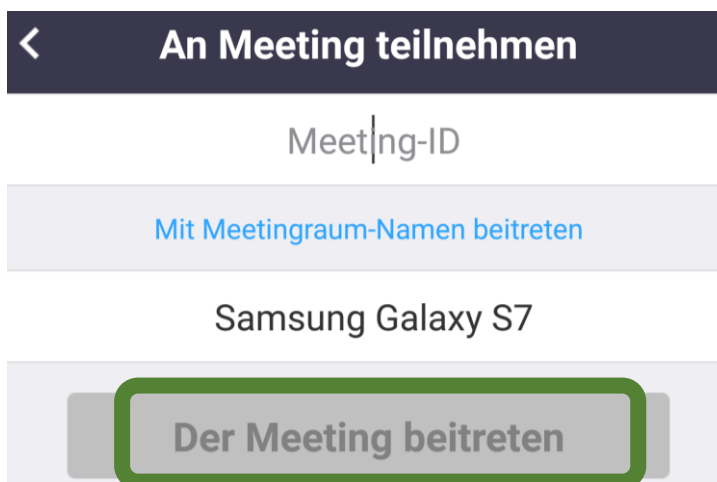 An Meeting teilnehmen
Meeting-ID
Mit Meetingraum-Namen beitreten
Samsung Galaxy S7
Der Meeting beitreten